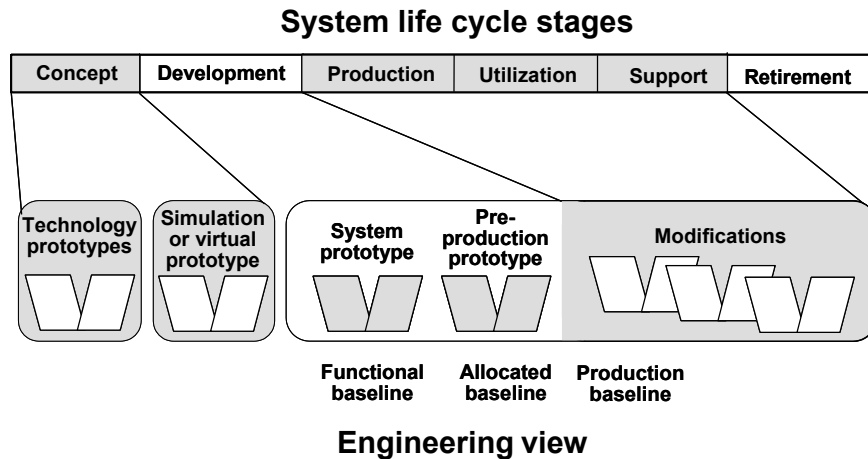 System life cycle stages
Concept
Development
Production
Utilization
Support
Retirement
Technology
prototypes
Simulation
or virtual
prototype
System
prototype
Pre-
production
prototype
Modifications
Functional
baseline
Allocated
baseline
Production
baseline
Engineering view